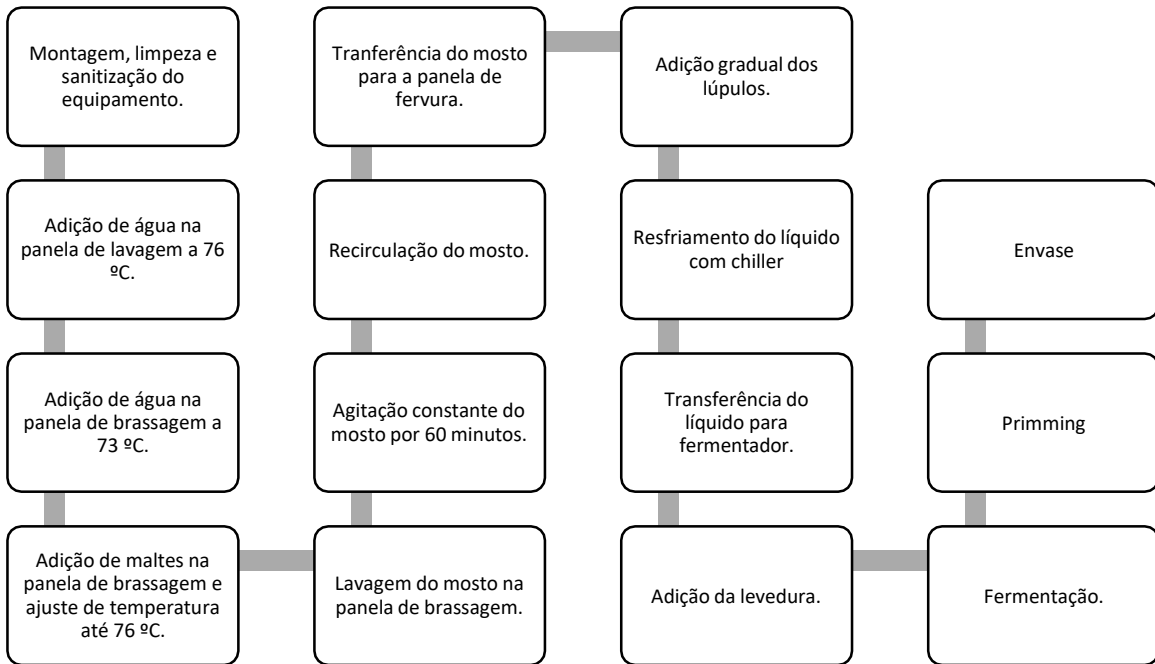 Montagem, limpeza e
sanitização do
equipamento.
Adição de água na
panela de lavagem a 76
ºC.
Adição de água na
panela de brassagem a
73 ºC.
Adição de maltes na
panela de brassagem e
ajuste de temperatura
até 76 ºC.
Lavagem do mosto na
panela de brassagem.
Agitação constante do
mosto por 60 minutos.
Recirculação do mosto.
Tranferência do mosto
para a panela de
fervura.
Adição gradual dos
lúpulos.
Resfriamento do líquido
com chiller
Transferência do
líquido para
fermentador.
Adição da levedura.
Fermentação.
Primming
Envase